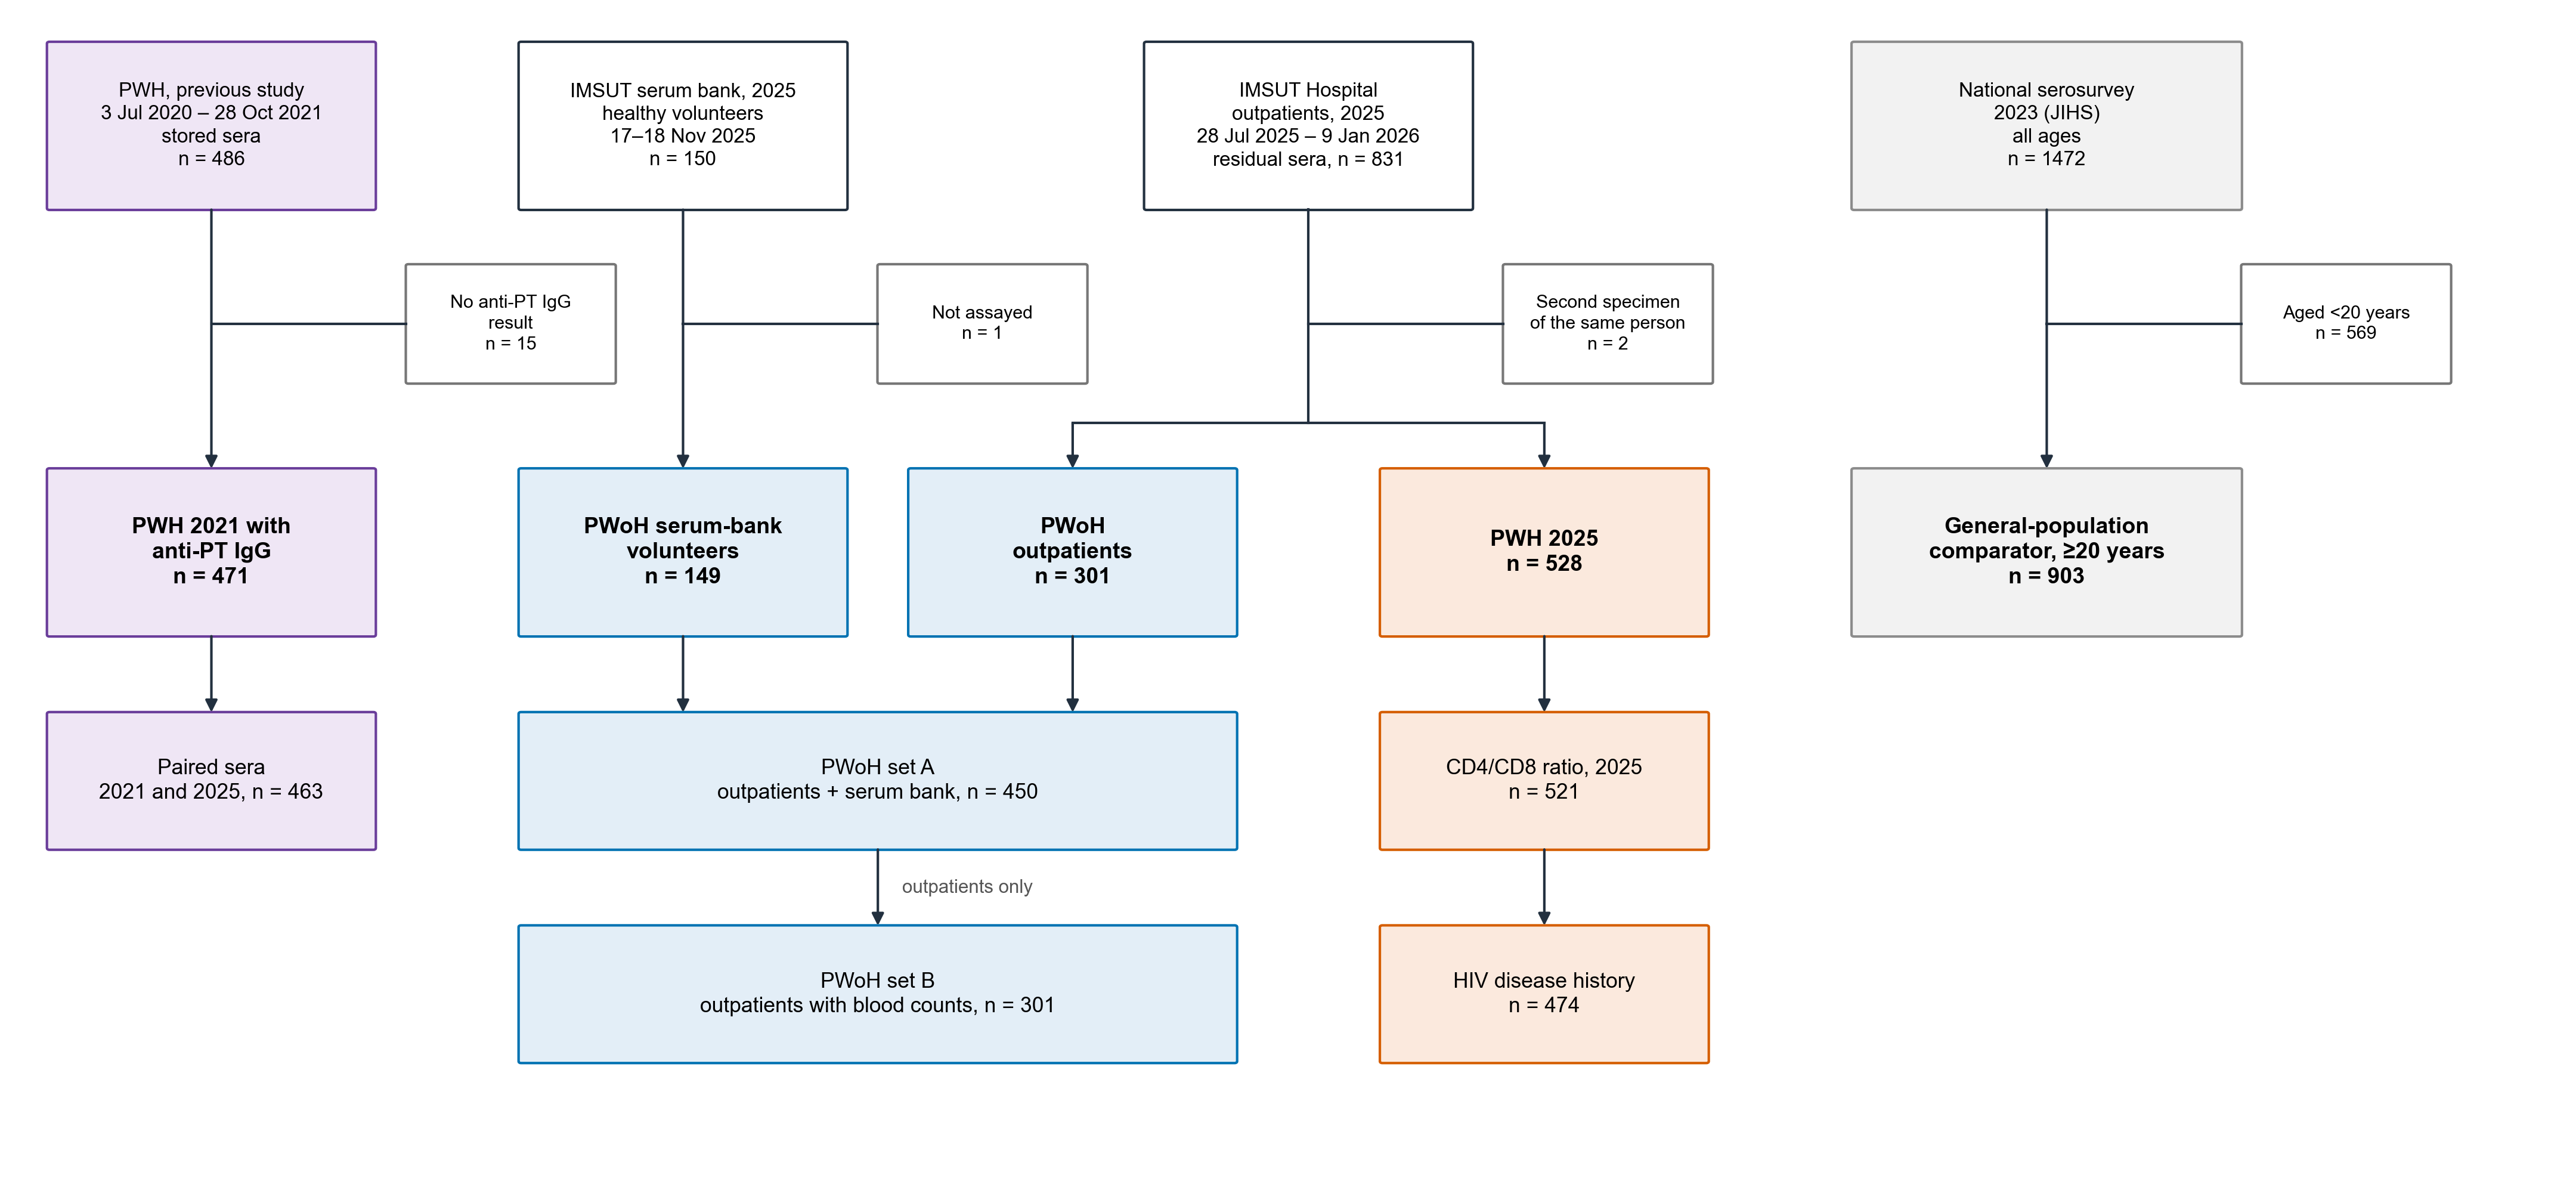 PWH, previous study
3 Jul 2020 – 28 Oct 2021
stored sera
n = 486
IMSUT serum bank, 2025
healthy volunteers
17–18 Nov 2025
n = 150
IMSUT Hospital
outpatients, 2025
28 Jul 2025 – 9 Jan 2026
residual sera, n = 831
National serosurvey
2023 (JIHS)
all ages
n = 1472
No anti-PT IgG
result
n = 15
Not assayed
n = 1
Second specimen
of the same person
n = 2
Aged <20 years
n = 569
PWH 2021 with
anti-PT IgG
n = 471
PWoH serum-bank
volunteers
n = 149
PWoH
outpatients
n = 301
PWH 2025
n = 528
General-population
comparator, ≥20 years
n = 903
Paired sera
2021 and 2025, n = 463
PWoH set A
outpatients + serum bank, n = 450
CD4/CD8 ratio, 2025
n = 521
outpatients only
PWoH set B
outpatients with blood counts, n = 301
HIV disease history
n = 474